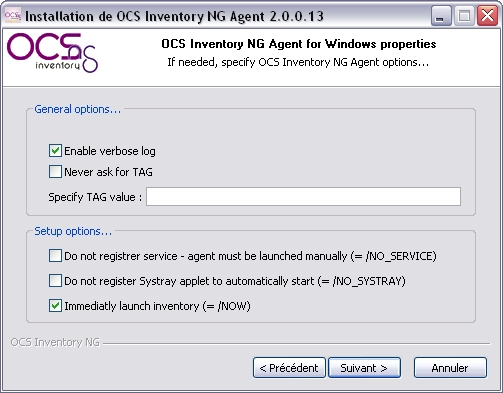 Installation de OCS Inventory NG Agent 2.0.0.13
OCS
inventory
ng
OCS Inventory NG Agent for Windows properties
If needed, specify OCS Inventory NG Agent options...
General options...
Enable verbose log
Never ask for TAG
Specify TAG value :
Setup options...
Do not registrer service - agent must be launched manually (= /NO_SERVICE)
Do not register Systray applet to automatically start (= /NO_SYSTRAY)
Immediatly launch inventory (= /NOW)
OCS Inventory NG
< Précédent
Suivant >
Annuler